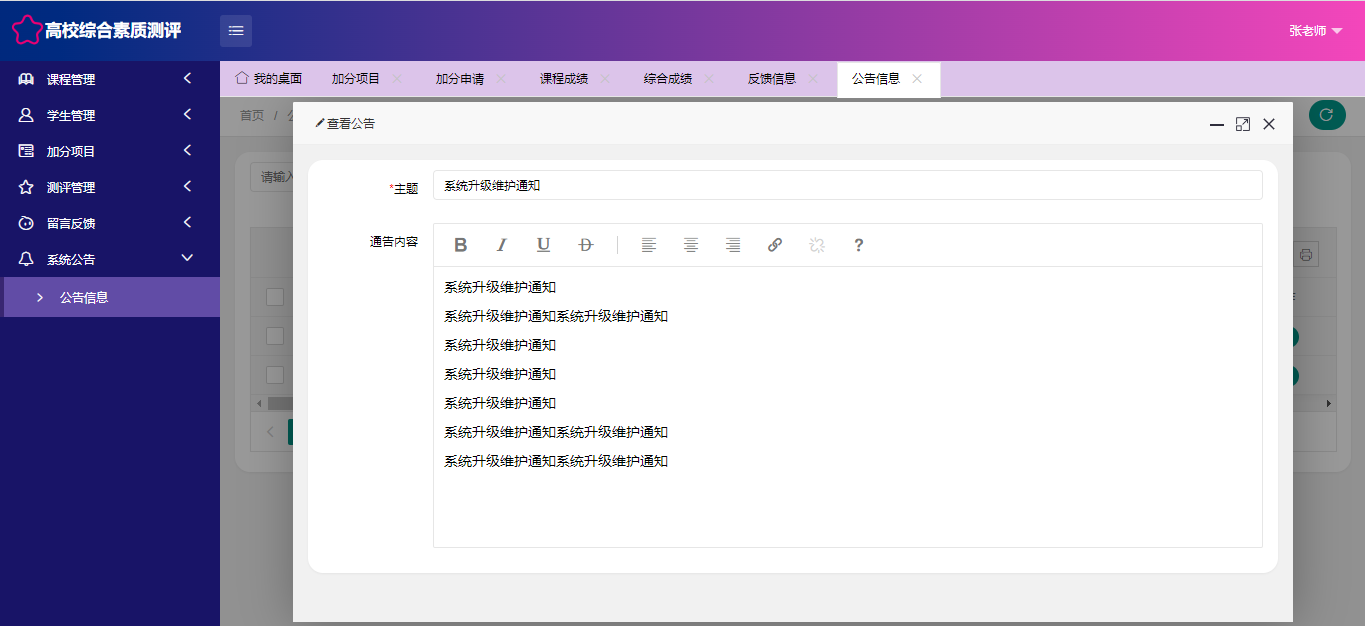 高校综合素质测评
张老师
课程管理
学生管理
加分项目
测评管理
留言反馈
系统公告
公告信息
我的桌面 加分项目 加分申请 课程成绩 综合成绩 反馈信息 公告信息
首页 /
请输入
查看公告
*主题 系统升级维护通知
通告内容
B I U D ?
系统升级维护通知
系统升级维护通知系统升级维护通知
系统升级维护通知
系统升级维护通知
系统升级维护通知
系统升级维护通知系统升级维护通知
系统升级维护通知系统升级维护通知